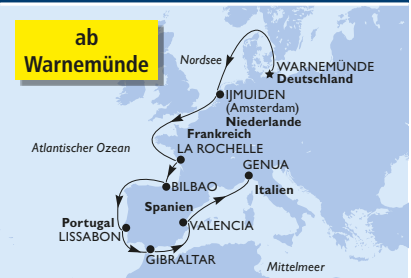 ab
Warnemünde
Nordsee
WARNEMÜNDE
Deutschland
IJMUIDEN
(Amsterdam)
Niederlande
Frankreich
Atlantischer Ozean
LA ROCHELLE
GENUA
BILBAO
Italien
Spanien
Portugal
VALENCIA
LISSABON
GIBRALTAR
Mittelmeer